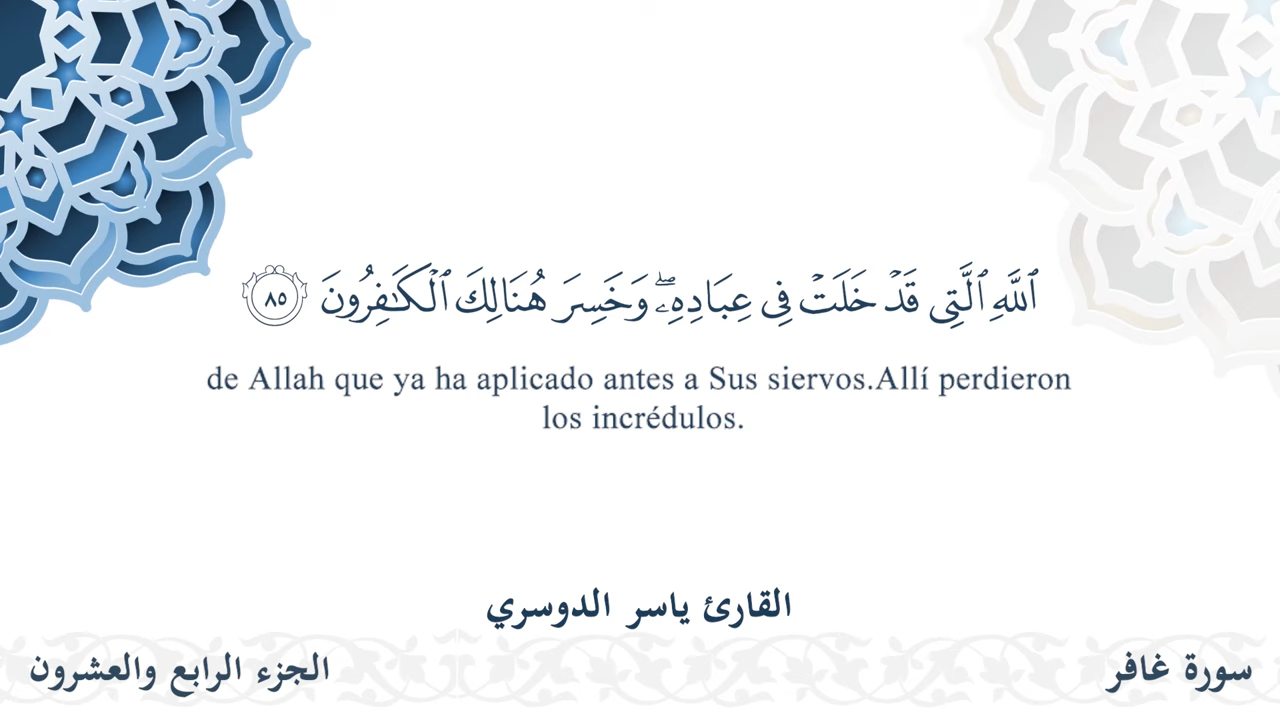 ٱللَّهِ ٱلَّتِى قَدْ خَلَتْ فِى عِبَادِهِۦ ۖ وَخَسِرَ هُنَالِكَ ٱلْكَـٰفِرُونَ ٨٥
de Allah que ya ha aplicado antes a Sus siervos.Allí perdieron
los incrédulos.
القارئ ياسر الدوسري
سورة غافر
الجزء الرابع والعشرون